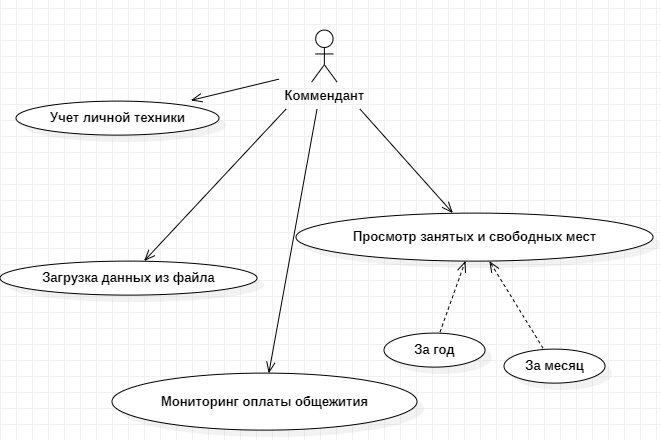 Коммендант
Учет личной техники
Просмотр занятых и свободных мест
Загрузка данных из файла
За год
За месяц
Мониторинг оплаты общежития